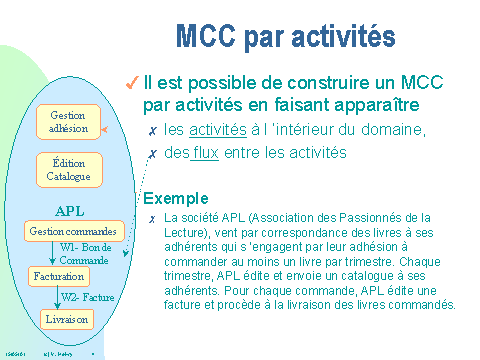 MCC par activités
✓ Il est possible de construire un MCC
par activités en faisant apparaître
✗ les activités à l 'intérieur du domaine,
✗ des flux entre les activités
Exemple
✗ La société APL (Association des Passionnés de la
Lecture), vent par correspondance des livres à ses
adhérents qui s 'engagent par leur adhésion à
commander au moins un livre par trimestre. Chaque
trimestre, APL édite et envoie un catalogue à ses
adhérents. Pour chaque commande, APL édite une
facture et procède à la livraison des livres commandés.
Gestion
adhésion
Édition
Catalogue
APL
Gestion commandes
W1- Bon de
Commande
Facturation
W2- Facture
Livraison